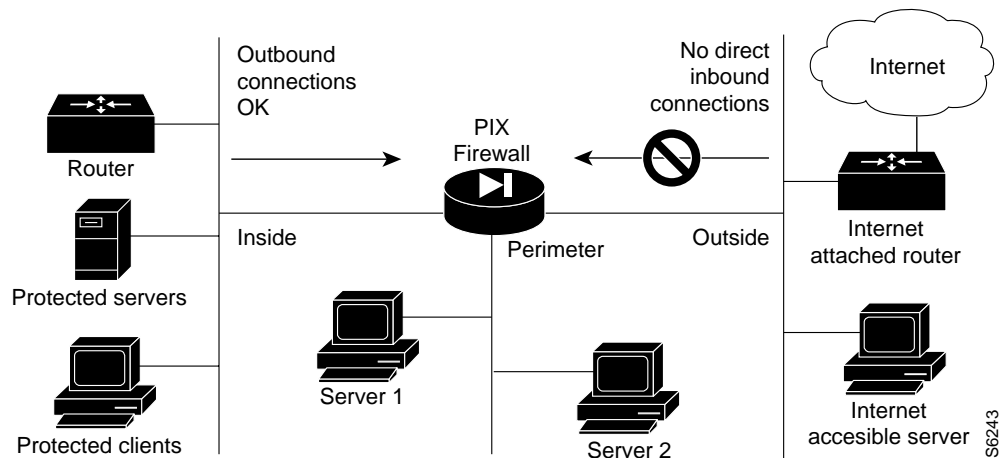 Outbound
connections
OK
No direct
inbound
connections
Internet
PIX
Firewall
Router
Inside
Perimeter
Outside
Internet
attached router
Protected servers
Server 1
Protected clients
Server 2
Internet
accesible server
S6243